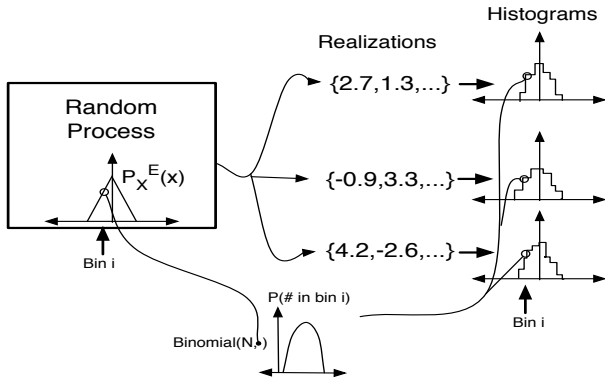 Histograms
Realizations
{2.7,1.3,...}
Random
Process
P_X^E(x)
{-0.9,3.3,...}
{4.2,-2.6,...}
Bin i
P(# in bin i)
Bin i
Binomial(N, )